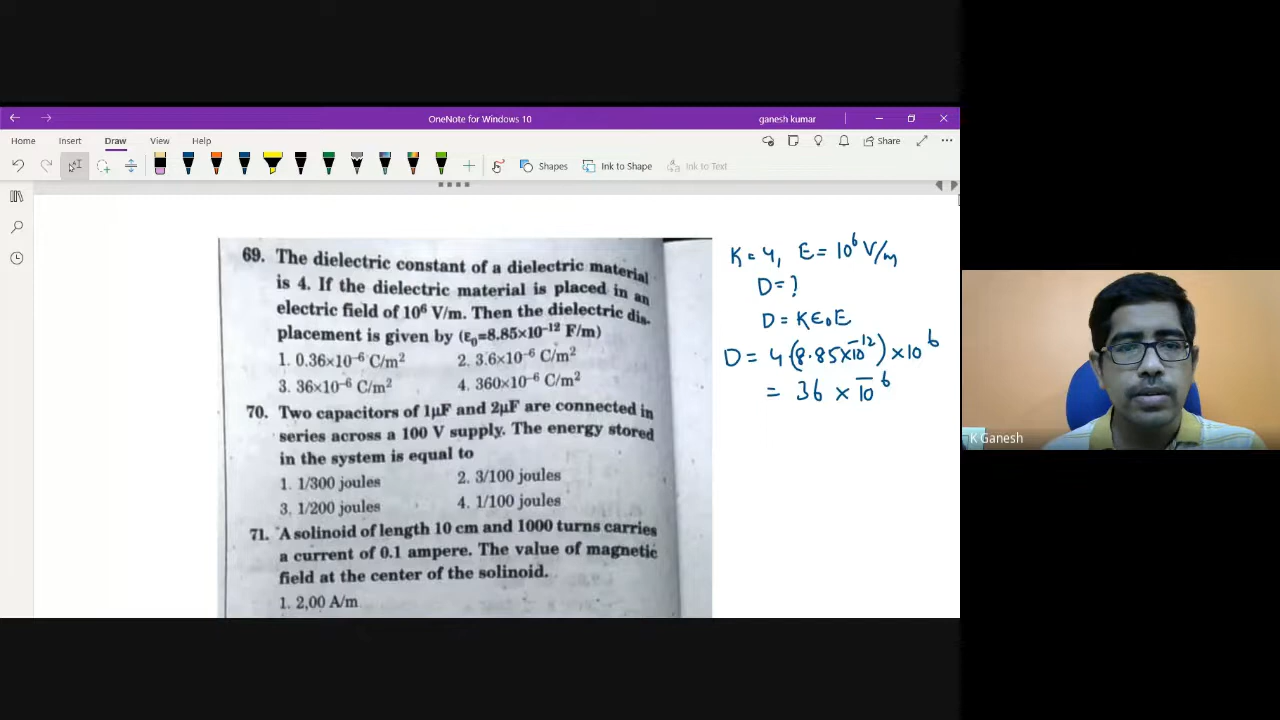 OneNote for Windows 10
ganesh kumar
Home Insert Draw View Help
Share
Shapes Ink to Shape Ink to Text
69. The dielectric constant of a dielectric material
is 4. If the dielectric material is placed in an
electric field of 10⁶ V/m. Then the dielectric dis-
placement is given by (ε₀=8.85×10⁻¹² F/m)
1. 0.36×10⁻⁶ C/m² 2. 3.6×10⁻⁶ C/m²
3. 36×10⁻⁶ C/m² 4. 360×10⁻⁶ C/m²
70. Two capacitors of 1μF and 2μF are connected in
series across a 100 V supply. The energy stored
in the system is equal to
1. 1/300 joules 2. 3/100 joules
3. 1/200 joules 4. 1/100 joules
71. A solinoid of length 10 cm and 1000 turns carries
a current of 0.1 ampere. The value of magnetic
field at the center of the solinoid.
1. 2,00 A/m
K = 4, E = 10⁶ V/m
D = ?
D = Kε₀E
D = 4 (8.85×10⁻¹²) × 10⁶
= 36 × 10⁻⁶
K Ganesh